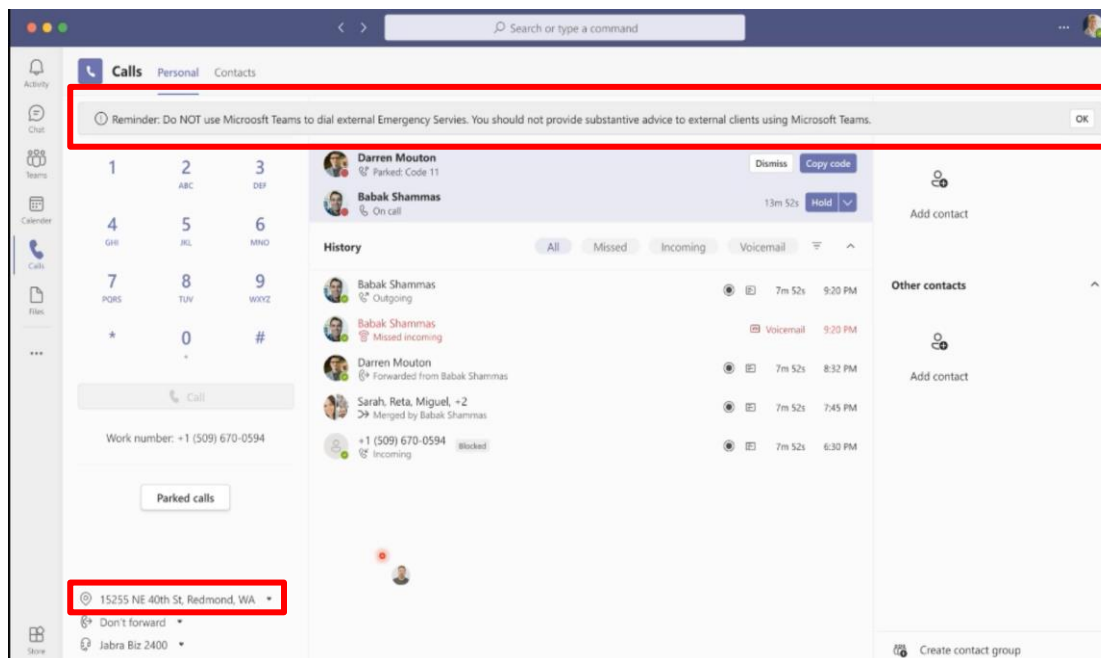 Search or type a command
Activity
Chat
Teams
Calender
Calls
Files
Store
Calls Personal Contacts
Reminder: Do NOT use Microosft Teams to dial external Emergency Servies. You should not provide substantive advice to external clients using Microsoft Teams. OK
1 2 3
ABC DEF
4 5 6
GHI JKL MNO
7 8 9
PQRS TUV WXYZ
* 0 #
+
Call
Work number: +1 (509) 670-0594
Parked calls
15255 NE 40th St, Redmond, WA
Don't forward
Jabra Biz 2400
Darren Mouton
Parked: Code 11
Dismiss Copy code
Babak Shammas
On call
13m 52s Hold
History All Missed Incoming Voicemail
Babak Shammas
Outgoing
7m 52s 9:20 PM
Babak Shammas
Missed incoming
Voicemail 9:20 PM
Darren Mouton
Forwarded from Babak Shammas
7m 52s 8:32 PM
Sarah, Reta, Miguel, +2
Merged by Babak Shammas
7m 52s 7:45 PM
+1 (509) 670-0594 Blocked
Incoming
7m 52s 6:30 PM
Add contact
Other contacts
Add contact
Create contact group